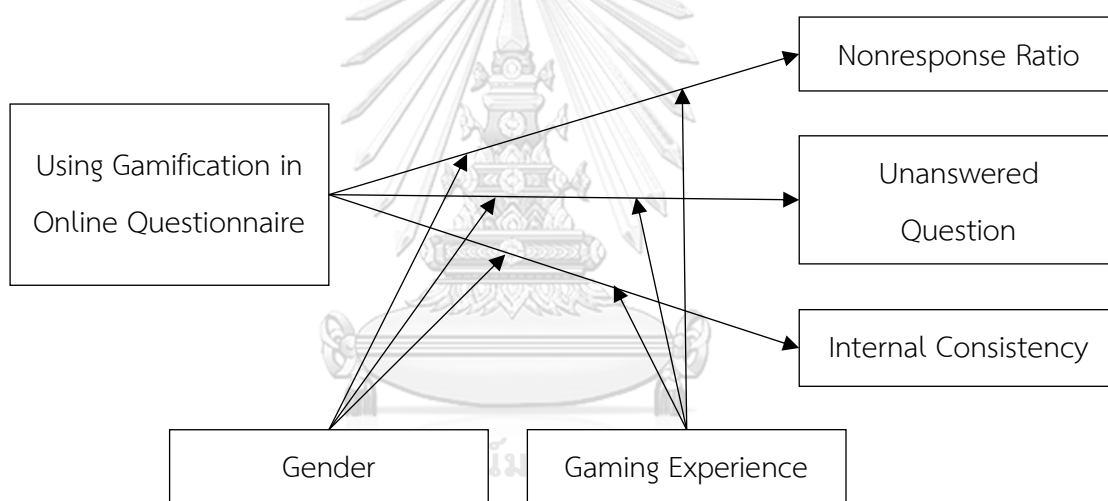 Nonresponse Ratio
Using Gamification in
Online Questionnaire
Unanswered
Question
Internal Consistency
Gender
Gaming Experience